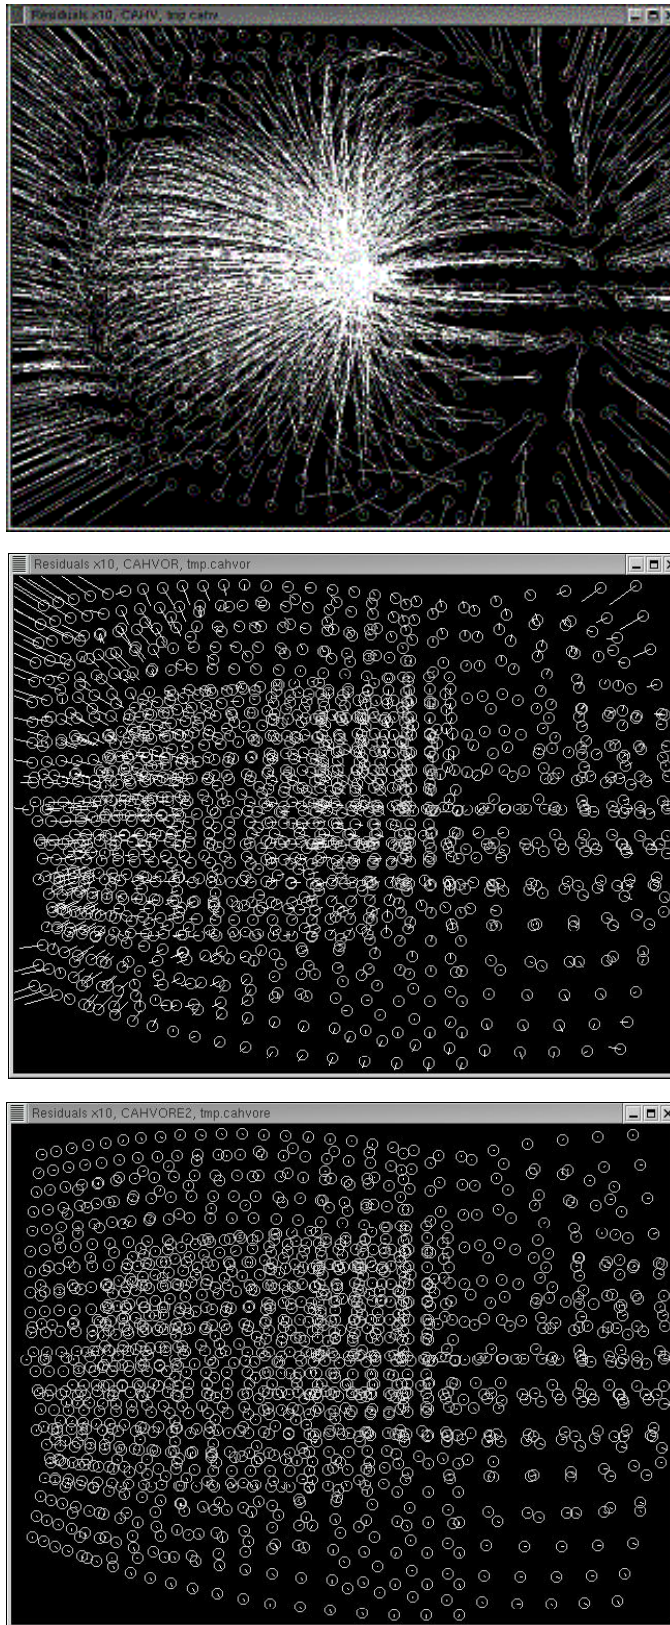 Residuals x10, CAHV, tmp.cahv
Residuals x10, CAHVOR, tmp.cahvor
Residuals x10, CAHVORE2, tmp.cahvore